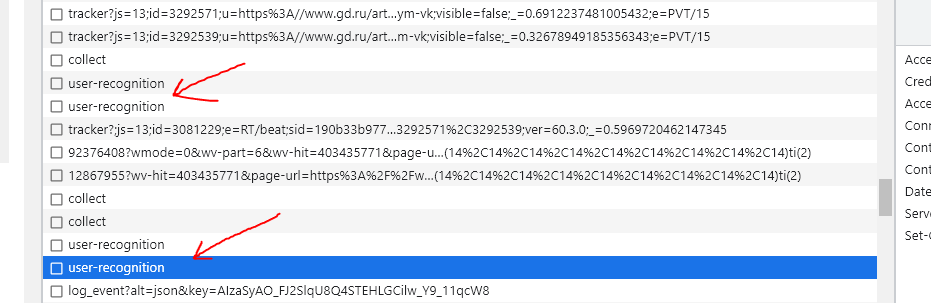 tracker?js=13;id=3292571;u=https%3A//www.gd.ru/art...ym-vk;visible=false;_=0.6912237481005432;e=PVT/15
tracker?js=13;id=3292539;u=https%3A//www.gd.ru/art...m-vk;visible=false;_=0.32678949185356343;e=PVT/15
collect
user-recognition
user-recognition
tracker?;js=13;id=3081229;e=RT/beat;sid=190b33b977...3292571%2C3292539;ver=60.3.0;_=0.5969720462147345
92376408?wmode=0&wv-part=6&wv-hit=403435771&page-u...(14%2C14%2C14%2C14%2C14%2C14%2C14%2C14%2C14)ti(2)
12867955?wv-hit=403435771&page-url=https%3A%2F%2Fw...(14%2C14%2C14%2C14%2C14%2C14%2C14%2C14%2C14)ti(2)
collect
collect
user-recognition
user-recognition
log_event?alt=json&key=AIzaSyAO_FJ2SlqU8Q4STEHLGCilw_Y9_11qcW8
Acce
Cred
Acce
Conn
Cont
Cont
Date
Serve
Set-C